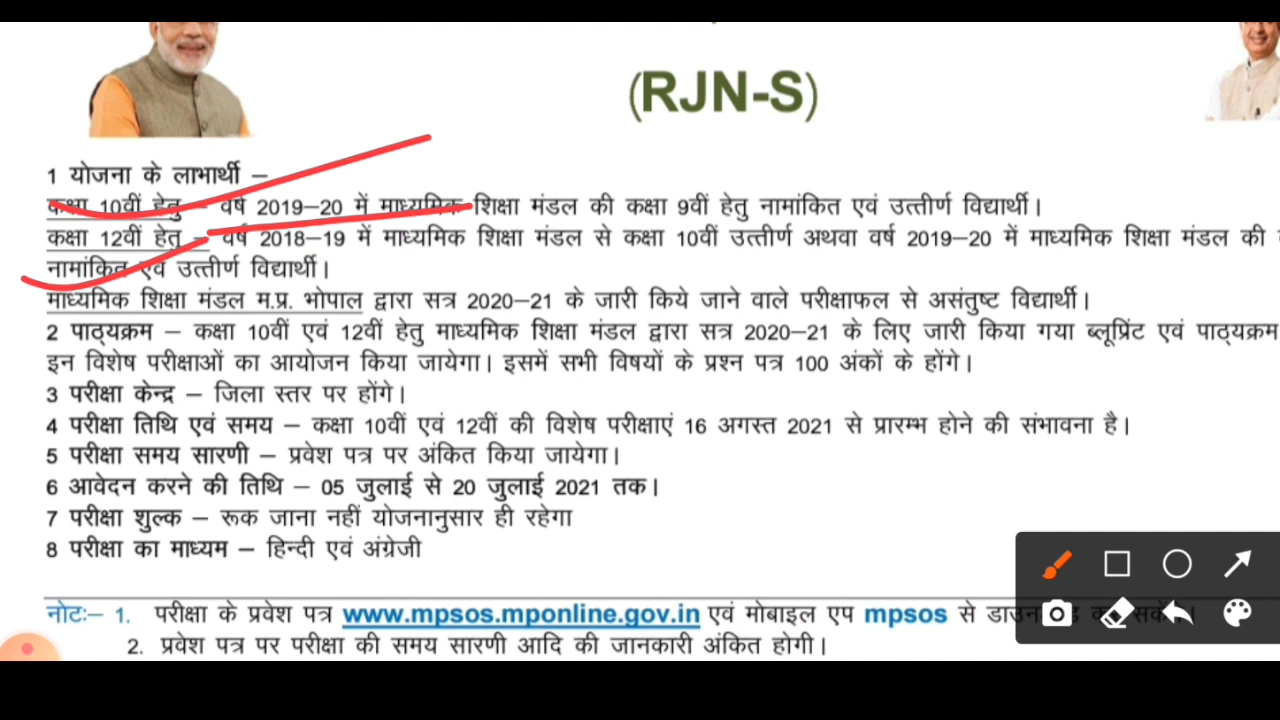 (RJN-S)
1 योजना के लाभार्थी –
कक्षा 10वीं हेतु – वर्ष 2019–20 में माध्यमिक शिक्षा मंडल की कक्षा 9वीं हेतु नामांकित एवं उत्तीर्ण विद्यार्थी।
कक्षा 12वीं हेतु – वर्ष 2018–19 में माध्यमिक शिक्षा मंडल से कक्षा 10वीं उत्तीर्ण अथवा वर्ष 2019–20 में माध्यमिक शिक्षा मंडल की
नामांकित एवं उत्तीर्ण विद्यार्थी।
माध्यमिक शिक्षा मंडल म.प्र. भोपाल द्वारा सत्र 2020–21 के जारी किये जाने वाले परीक्षाफल से असंतुष्ट विद्यार्थी।
2 पाठ्यक्रम – कक्षा 10वीं एवं 12वीं हेतु माध्यमिक शिक्षा मंडल द्वारा सत्र 2020–21 के लिए जारी किया गया ब्लूप्रिंट एवं पाठ्यक्रम
इन विशेष परीक्षाओं का आयोजन किया जायेगा। इसमें सभी विषयों के प्रश्न पत्र 100 अंकों के होंगे।
3 परीक्षा केन्द्र – जिला स्तर पर होंगे।
4 परीक्षा तिथि एवं समय – कक्षा 10वीं एवं 12वीं की विशेष परीक्षाएं 16 अगस्त 2021 से प्रारम्भ होने की संभावना है।
5 परीक्षा समय सारणी – प्रवेश पत्र पर अंकित किया जायेगा।
6 आवेदन करने की तिथि – 05 जुलाई से 20 जुलाई 2021 तक।
7 परीक्षा शुल्क – रूक जाना नहीं योजनानुसार ही रहेगा
8 परीक्षा का माध्यम – हिन्दी एवं अंग्रेजी
नोटः– 1. परीक्षा के प्रवेश पत्र www.mpsos.mponline.gov.in एवं मोबाइल एप mpsos से
2. प्रवेश पत्र पर परीक्षा की समय सारणी आदि की जानकारी अंकित होगी।